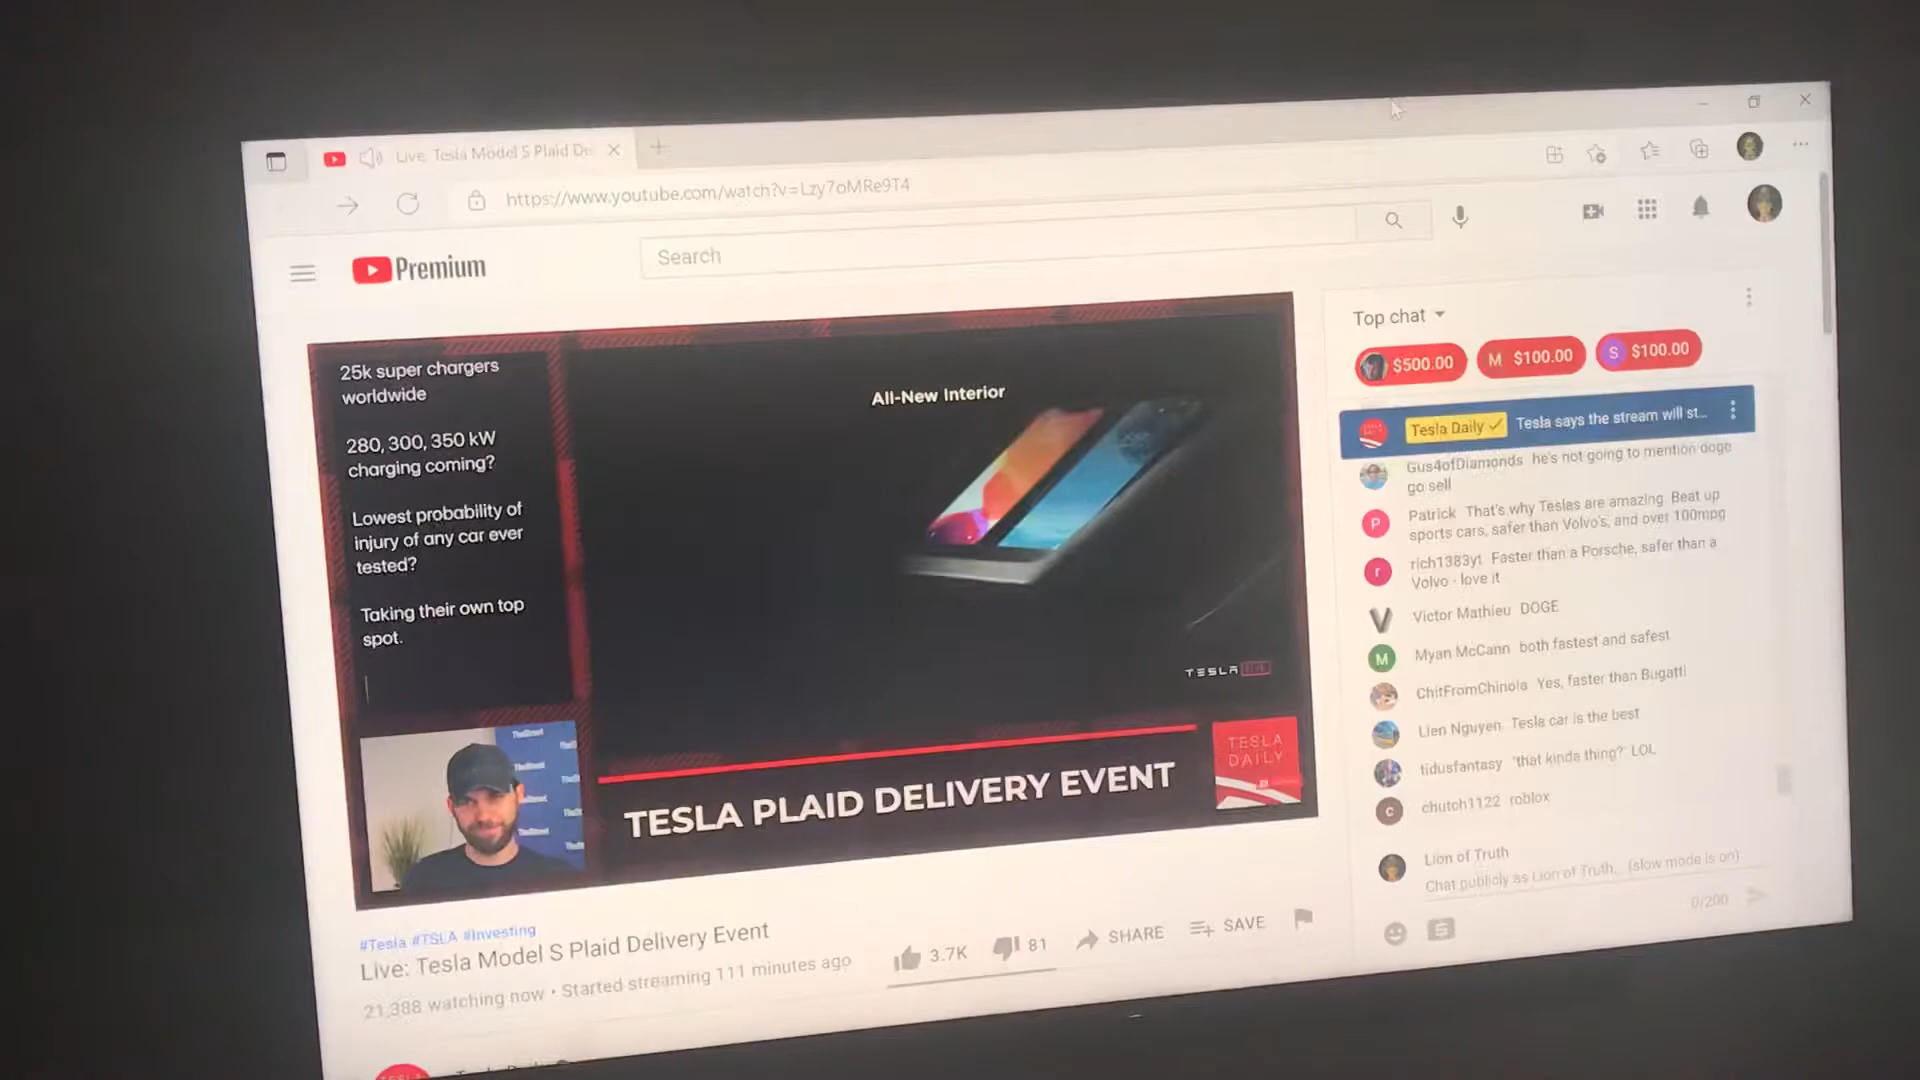 Live: Tesla Model S Plaid De
https://www.youtube.com/watch?v=Lzy7oMRe9T4
Premium
Search
25k super chargers
worldwide
280, 300, 350 kW
charging coming?
Lowest probability of
injury of any car ever
tested?
Taking their own top
spot.
All-New Interior
TESLA
TheStreet
TheStreet
TheStreet
TESLA PLAID DELIVERY EVENT
TESLA
DAILY
#Tesla #TSLA #Investing
Live: Tesla Model S Plaid Delivery Event
21,388 watching now • Started streaming 111 minutes ago
3.7K
81
SHARE
SAVE
Top chat
$500.00
M $100.00
S $100.00
Tesla Daily Tesla says the stream will st...
Gus4ofDiamonds he's not going to mention doge
go sell
P
Patrick That's why Teslas are amazing. Beat up
sports cars, safer than Volvo's, and over 100mpg
r
rich1383yt Faster than a Porsche, safer than a
Volvo - love it
Victor Mathieu DOGE
M
Myan McCann both fastest and safest
ChitFromChinola Yes, faster than Bugatti
Lien Nguyen Tesla car is the best
tidusfantasy "that kinda thing?" LOL
c
chutch1122 roblox
Lion of Truth
Chat publicly as Lion of Truth... (slow mode is on)
0/200